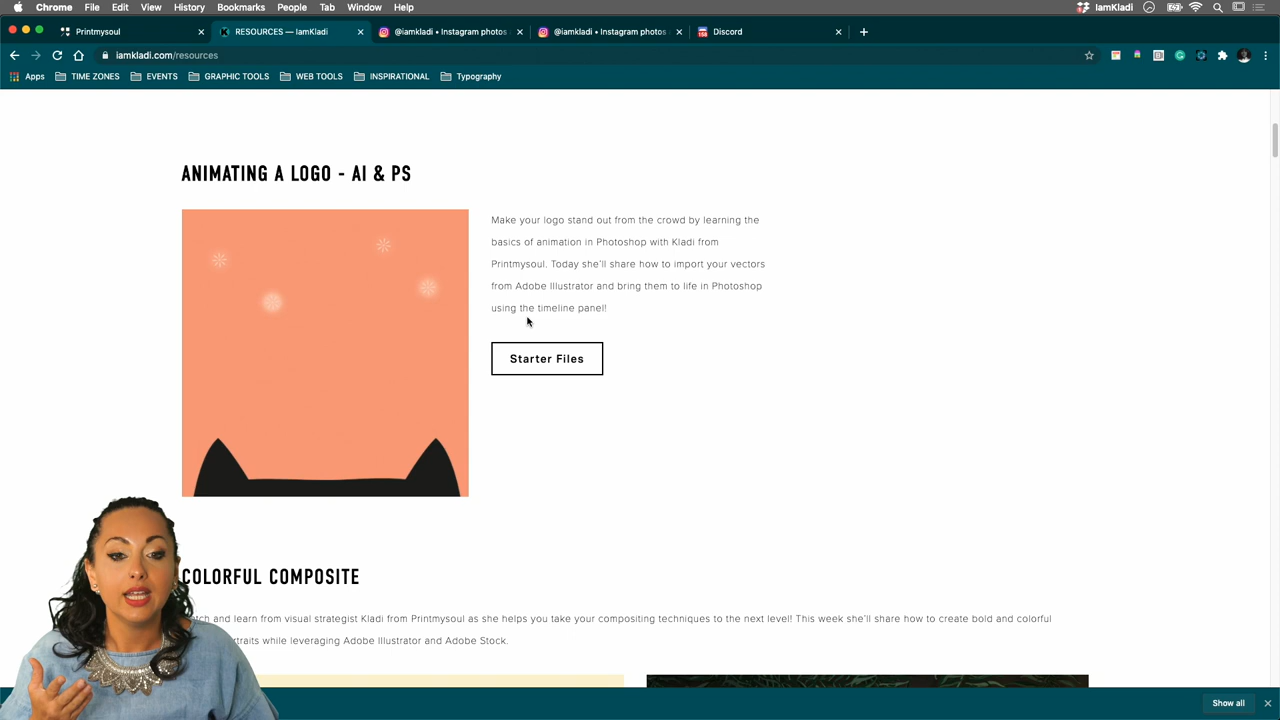 Chrome File Edit View History Bookmarks People Tab Window Help IamKladi
Printmysoul RESOURCES — IamKladi @iamkladi • Instagram photos @iamkladi • Instagram photos 158 Discord
iamkladi.com/resources
Apps TIME ZONES EVENTS GRAPHIC TOOLS WEB TOOLS INSPIRATIONAL Typography
ANIMATING A LOGO - AI & PS
Make your logo stand out from the crowd by learning the
basics of animation in Photoshop with Kladi from
Printmysoul. Today she'll share how to import your vectors
from Adobe Illustrator and bring them to life in Photoshop
using the timeline panel!
Starter Files
COLORFUL COMPOSITE
and learn from visual strategist Kladi from Printmysoul as she helps you take your compositing techniques to the next level! This week she'll share how to create bold and colorful
while leveraging Adobe Illustrator and Adobe Stock.
Show all